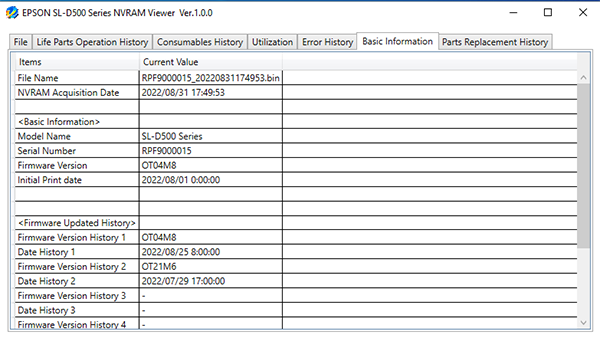 EPSON SL-D500 Series NVRAM Viewer Ver.1.0.0
File Life Parts Operation History Consumables History Utilization Error History Basic Information Parts Replacement History
Items Current Value
File Name RPF9000015_20220831174953.bin
NVRAM Acquisition Date 2022/08/31 17:49:53
<Basic Information>
Model Name SL-D500 Series
Serial Number RPF9000015
Firmware Version OT04M8
Initial Print date 2022/08/01 0:00:00
<Firmware Updated History>
Firmware Version History 1 OT04M8
Date History 1 2022/08/25 8:00:00
Firmware Version History 2 OT21M6
Date History 2 2022/07/29 17:00:00
Firmware Version History 3 -
Date History 3 -
Firmware Version History 4 -